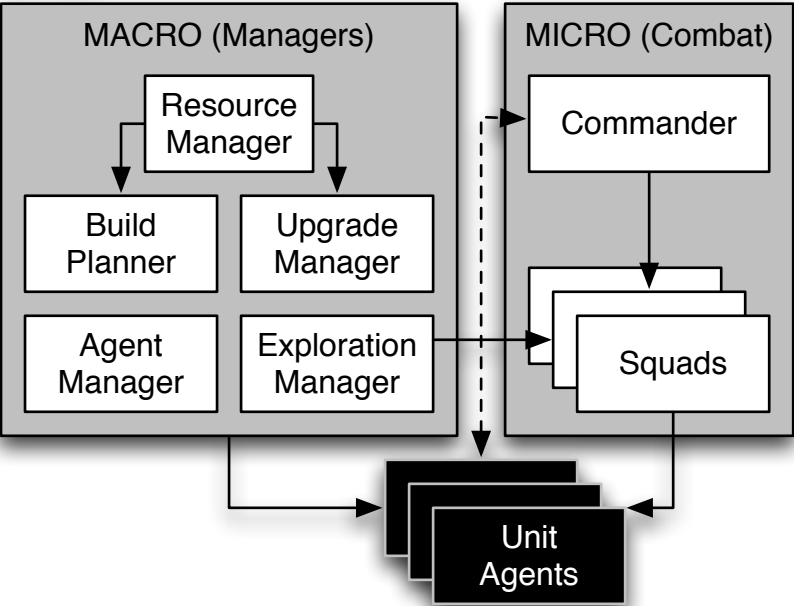 MACRO (Managers)
Resource
Manager
Build
Planner
Upgrade
Manager
Agent
Manager
Exploration
Manager
MICRO (Combat)
Commander
Squads
Unit
Agents